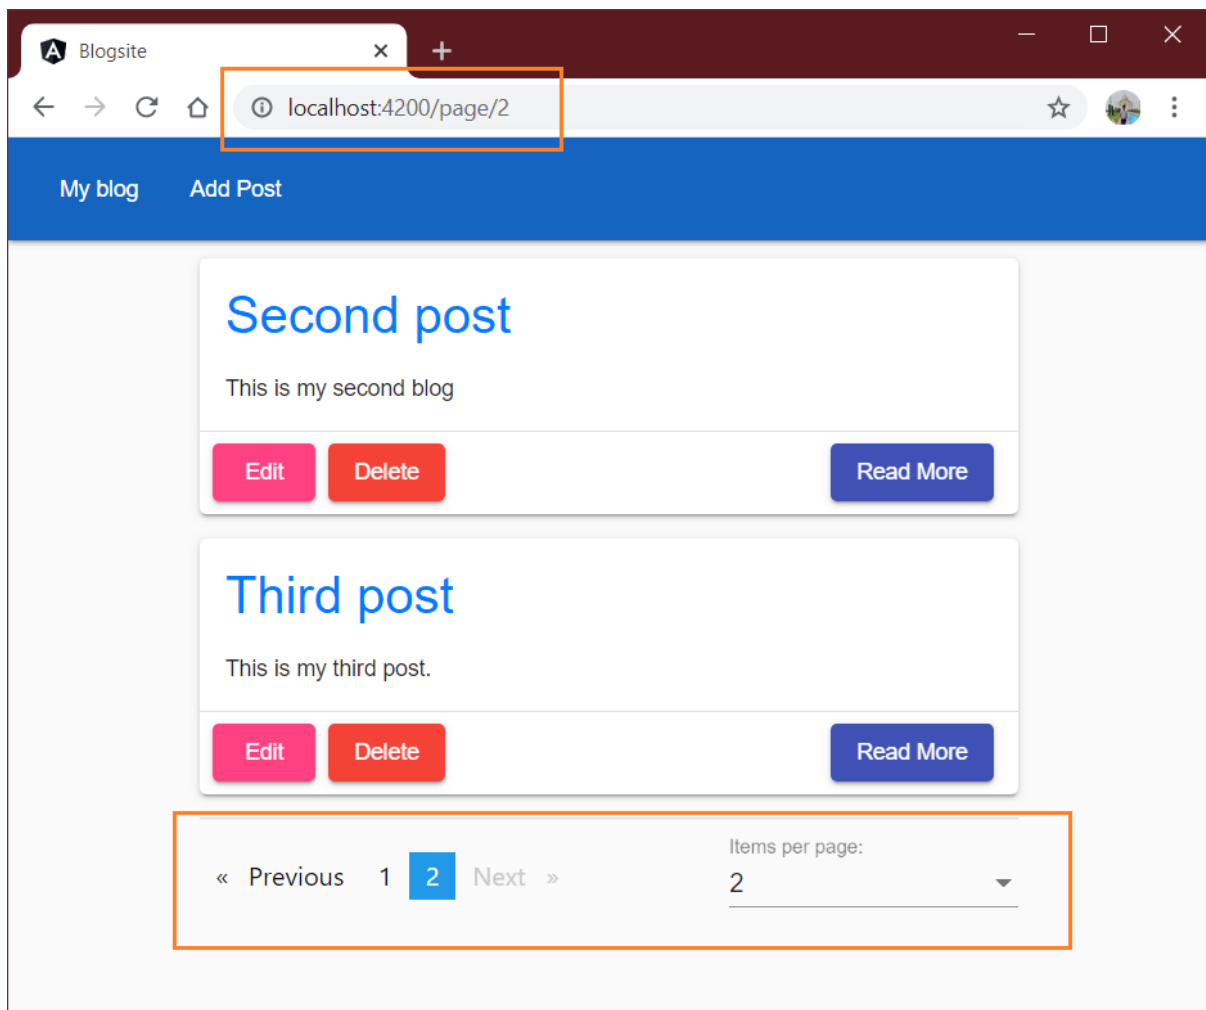 Blogsite
localhost:4200/page/2
My blog Add Post
Second post
This is my second blog
Edit Delete Read More
Third post
This is my third post.
Edit Delete Read More
Items per page:
« Previous 1 2 Next » 2